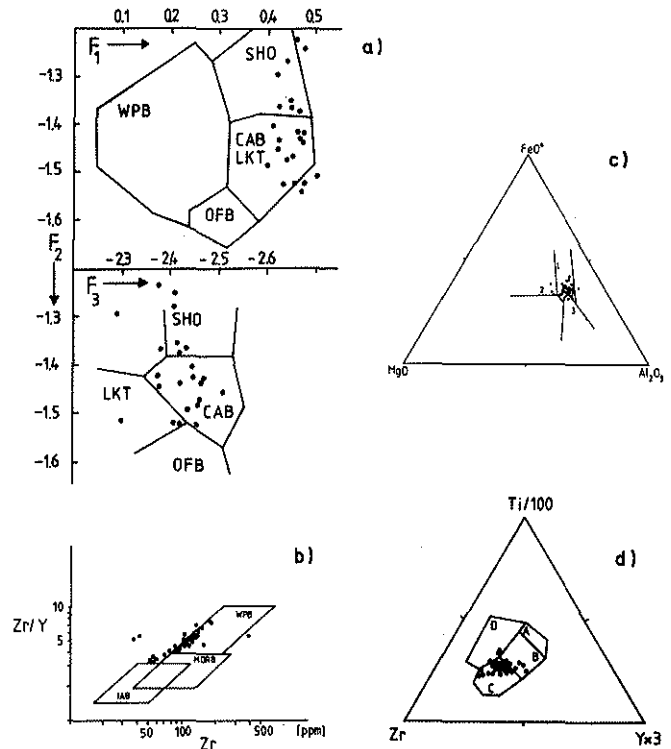 0.1 0.2 0.3 0.4 0.5
F1
a)
SHO
-1.3
WPB
-1.4
CAB
LKT
-1.5
OFB
-1.6
F2
-2.3 -2.4 -2.5 -2.6
F3
-1.3
SHO
-1.4
LKT
CAB
-1.5
OFB
-1.6
c)
FeO*
1
2
3
MgO
Al2O3
b)
Zr/Y
10
5
WPB
MORB
IAB
50 100 500 [ppm]
Zr
d)
Ti/100
D
A
B
C
Zr
Y×3